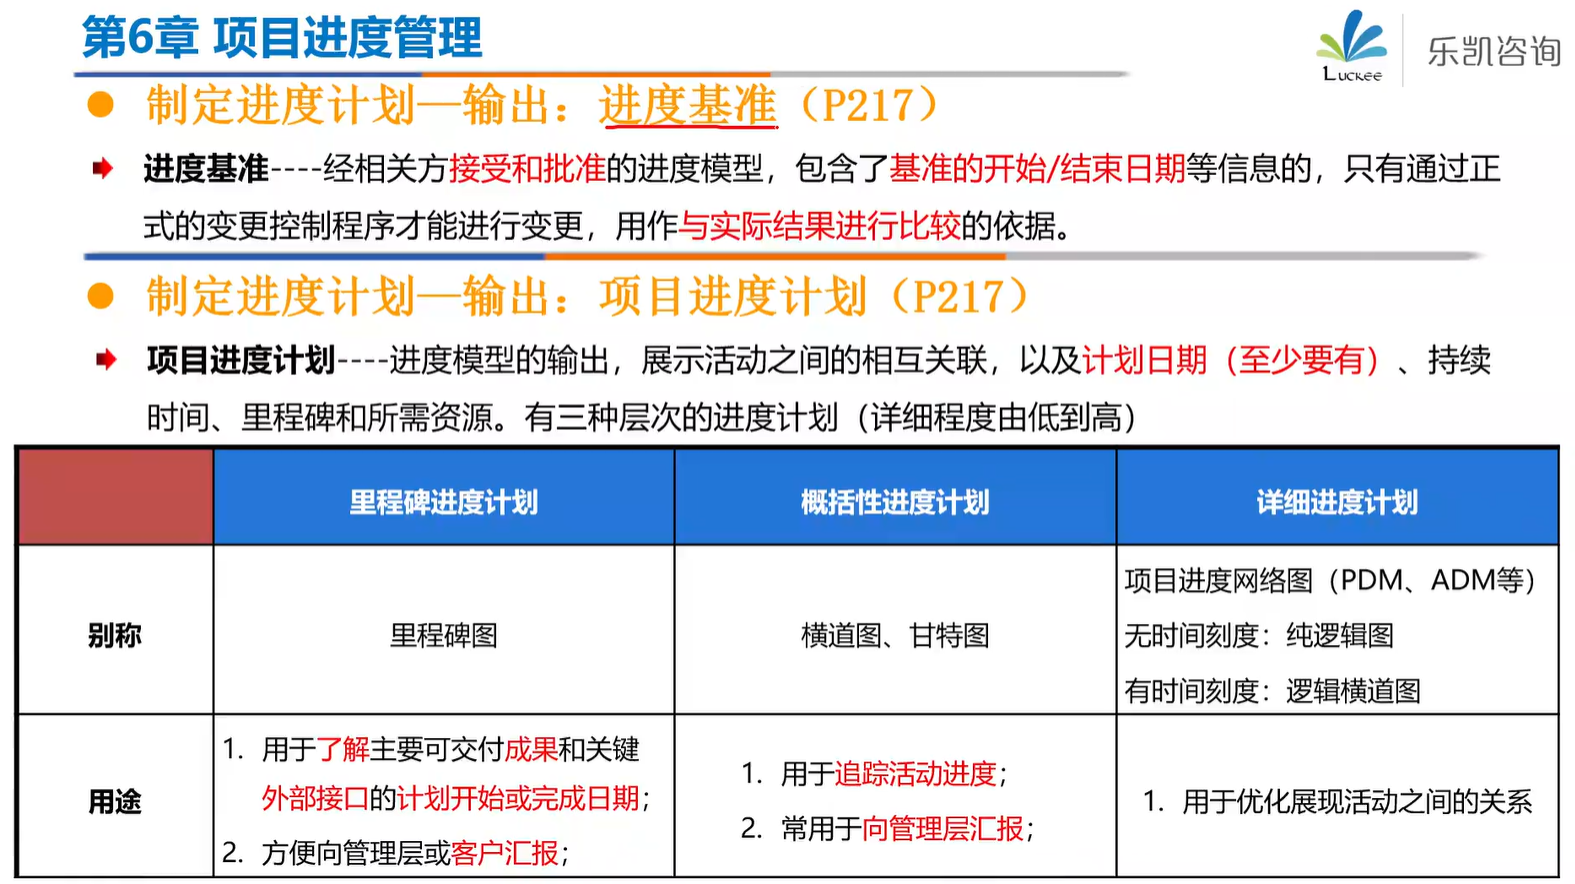 第6章 项目进度管理
Luckee
乐凯咨询
制定进度计划—输出：进度基准（P217）
进度基准----经相关方接受和批准的进度模型，包含了基准的开始/结束日期等信息的，只有通过正
式的变更控制程序才能进行变更，用作与实际结果进行比较的依据。
制定进度计划—输出：项目进度计划（P217）
项目进度计划----进度模型的输出，展示活动之间的相互关联，以及计划日期（至少要有）、持续
时间、里程碑和所需资源。有三种层次的进度计划（详细程度由低到高）
里程碑进度计划
概括性进度计划
详细进度计划
别称
里程碑图
横道图、甘特图
项目进度网络图（PDM、ADM等）
无时间刻度：纯逻辑图
有时间刻度：逻辑横道图
用途
1. 用于了解主要可交付成果和关键
外部接口的计划开始或完成日期；
2. 方便向管理层或客户汇报；
1. 用于追踪活动进度；
2. 常用于向管理层汇报；
1. 用于优化展现活动之间的关系